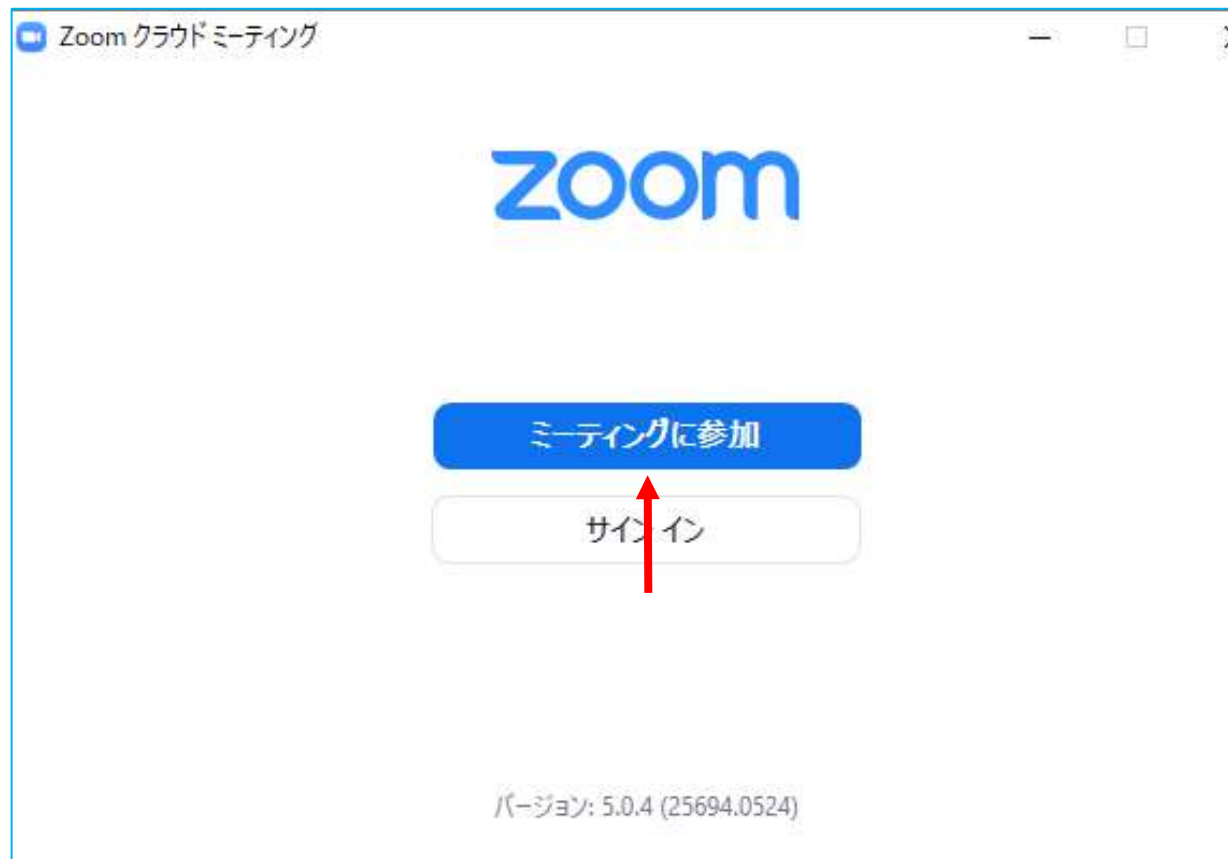 Zoom クラウド ミーティング
zoom
ミーティングに参加
サイン イン
バージョン: 5.0.4 (25694.0524)